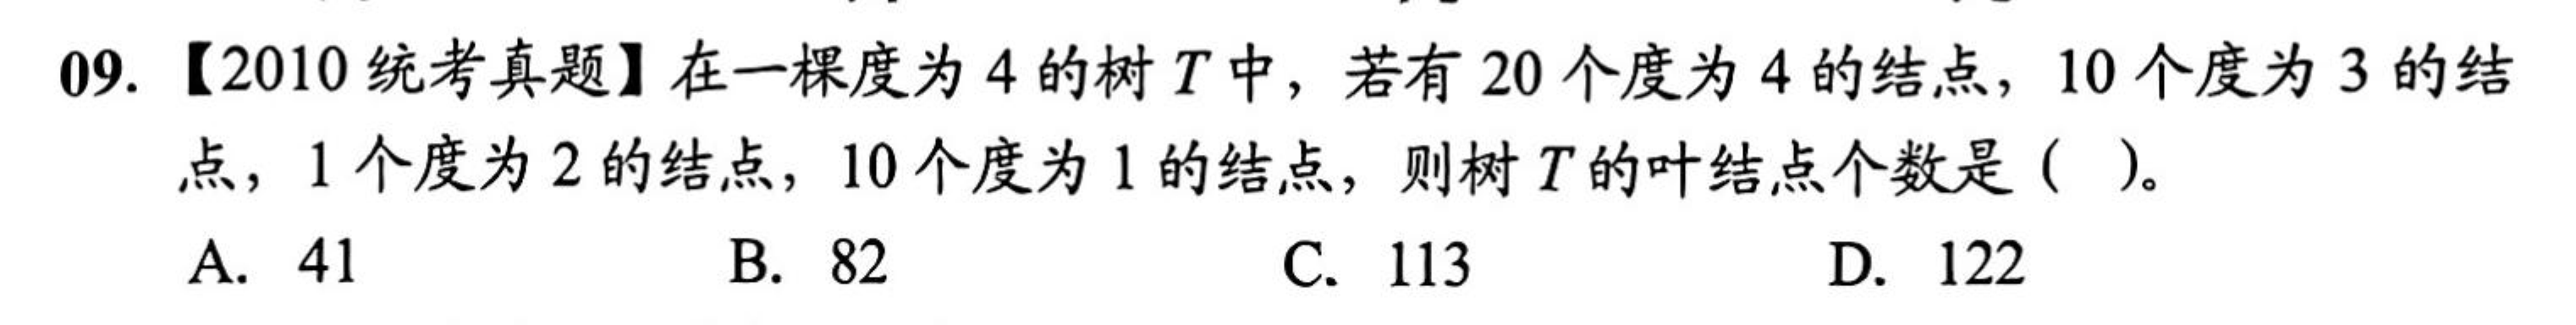 09. 【2010 统考真题】在一棵度为 4 的树 T 中，若有 20 个度为 4 的结点，10 个度为 3 的结
点，1 个度为 2 的结点，10 个度为 1 的结点，则树 T 的叶结点个数是（ ）。
A. 41 B. 82 C. 113 D. 122